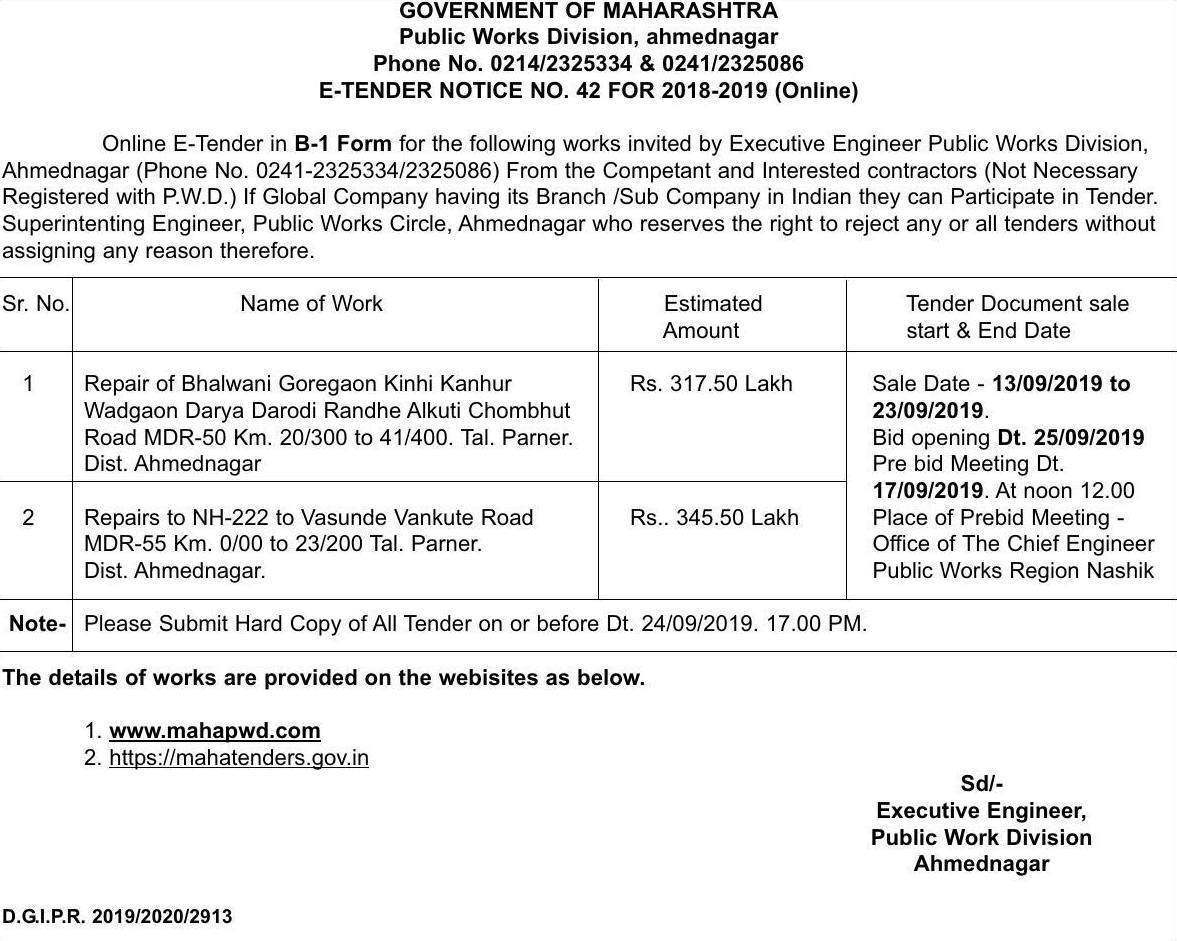 GOVERNMENT OF MAHARASHTRA
Public Works Division, ahmednagar
Phone No. 0214/2325334 & 0241/2325086
E-TENDER NOTICE NO. 42 FOR 2018-2019 (Online)
Online E-Tender in B-1 Form for the following works invited by Executive Engineer Public Works Division,
Ahmednagar (Phone No. 0241-2325334/2325086) From the Competant and Interested contractors (Not Necessary
Registered with P.W.D.) If Global Company having its Branch /Sub Company in Indian they can Participate in Tender.
Superintenting Engineer, Public Works Circle, Ahmednagar who reserves the right to reject any or all tenders without
assigning any reason therefore.
Sr. No.
Name of Work
Estimated
Amount
Tender Document sale
start & End Date
1
Repair of Bhalwani Goregaon Kinhi Kanhur
Wadgaon Darya Darodi Randhe Alkuti Chombhut
Road MDR-50 Km. 20/300 to 41/400. Tal. Parner.
Dist. Ahmednagar
Rs. 317.50 Lakh
Sale Date - 13/09/2019 to
23/09/2019.
Bid opening Dt. 25/09/2019
Pre bid Meeting Dt.
17/09/2019. At noon 12.00
Place of Prebid Meeting -
Office of The Chief Engineer
Public Works Region Nashik
2
Repairs to NH-222 to Vasunde Vankute Road
MDR-55 Km. 0/00 to 23/200 Tal. Parner.
Dist. Ahmednagar.
Rs.. 345.50 Lakh
Note-
Please Submit Hard Copy of All Tender on or before Dt. 24/09/2019. 17.00 PM.
The details of works are provided on the webisites as below.
1. www.mahapwd.com
2. https://mahatenders.gov.in
Sd/-
Executive Engineer,
Public Work Division
Ahmednagar
D.G.I.P.R. 2019/2020/2913